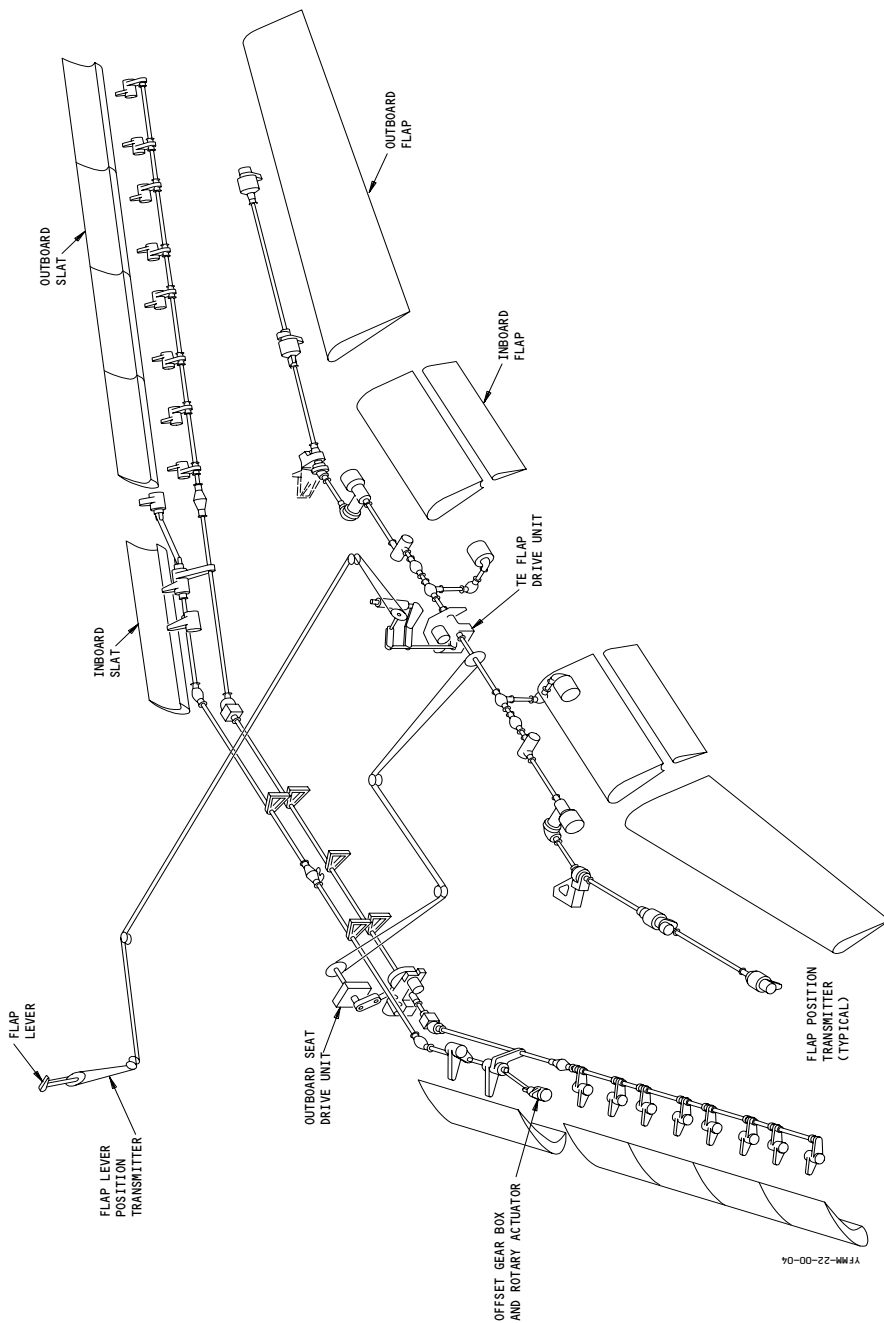 OUTBOARD
SLAT
OUTBOARD
FLAP
INBOARD
FLAP
INBOARD
SLAT
TE FLAP
DRIVE UNIT
FLAP
LEVER
FLAP LEVER
POSITION
TRANSMITTER
OUTBOARD SEAT
DRIVE UNIT
FLAP POSITION
TRANSMITTER
(TYPICAL)
OFFSET GEAR BOX
AND ROTARY ACTUATOR
YFMM-22-00-04